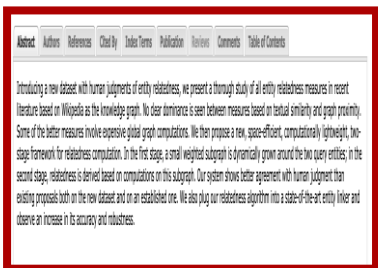 Abstract Authors References Cited By Index Terms Publication Reviews Comments Table of Contents
Introducing a new dataset with human judgments of entity relatedness, we present a thorough study of all entity relatedness measures in recent
literature based on Wikipedia as the knowledge graph. No clear dominance is seen between measures based on textual similarity and graph proximity.
Some of the better measures involve expensive global graph computations. We then propose a new, space-efficient, computationally lightweight, two-
stage framework for relatedness computation. In the first stage, a small weighted subgraph is dynamically grown around the two query entities; in the
second stage, relatedness is derived based on computations on this subgraph. Our system shows better agreement with human judgment than
existing proposals both on the new dataset and on an established one. We also plug our relatedness algorithm into a state-of-the-art entity linker and
observe an increase in its accuracy and robustness.